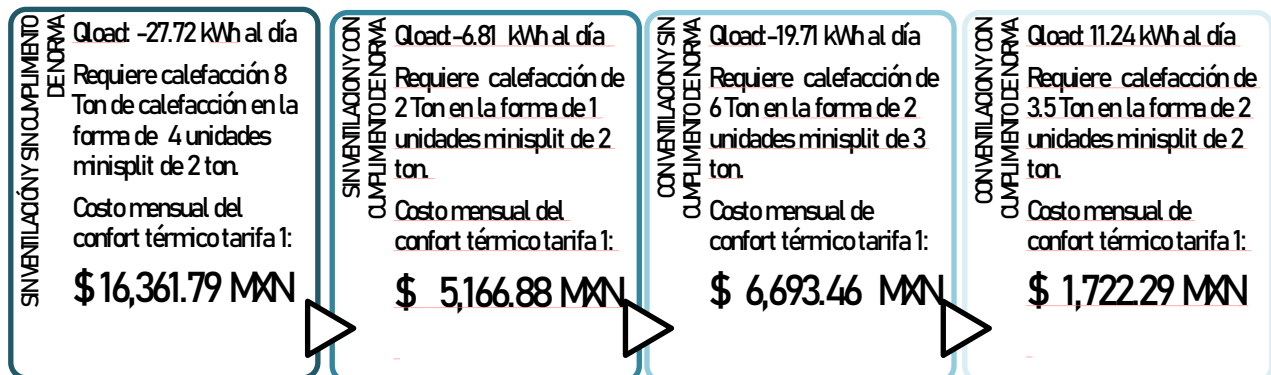 SIN VENTILACIÓN Y SIN CUMPLIMIENTO
DE NORMA
Qload: -27.72 kWh al día
Requiere calefacción 8
Ton de calefacción en la
forma de 4 unidades
minisplit de 2 ton.
Costo mensual del
confort térmico tarifa 1:
$ 16,361.79 MXN
SIN VENTILACION Y CON
CUMPLIMENTO DE NORMA
Qload:-6.81 kWh al día
Requiere calefacción de
2 Ton en la forma de 1
unidades minisplit de 2
ton.
Costo mensual del
confort térmico tarifa 1:
$ 5,166.88 MXN
CON VENTILACION Y SIN
CUMPLIMENTO DE NORMA
Qload:-19.71 kWh al día
Requiere calefacción de
6 Ton en la forma de 2
unidades minisplit de 3
ton.
Costo mensual de
confort térmico tarifa 1:
$ 6,693.46 MXN
CON VENTILACION Y CON
CUMPLIMENTO DE NORMA
Qload: 11.24 kWh al día
Requiere calefacción de
3.5 Ton en la forma de 2
unidades minisplit de 2
ton.
Costo mensual de
confort térmico tarifa 1:
$ 1,722.29 MXN